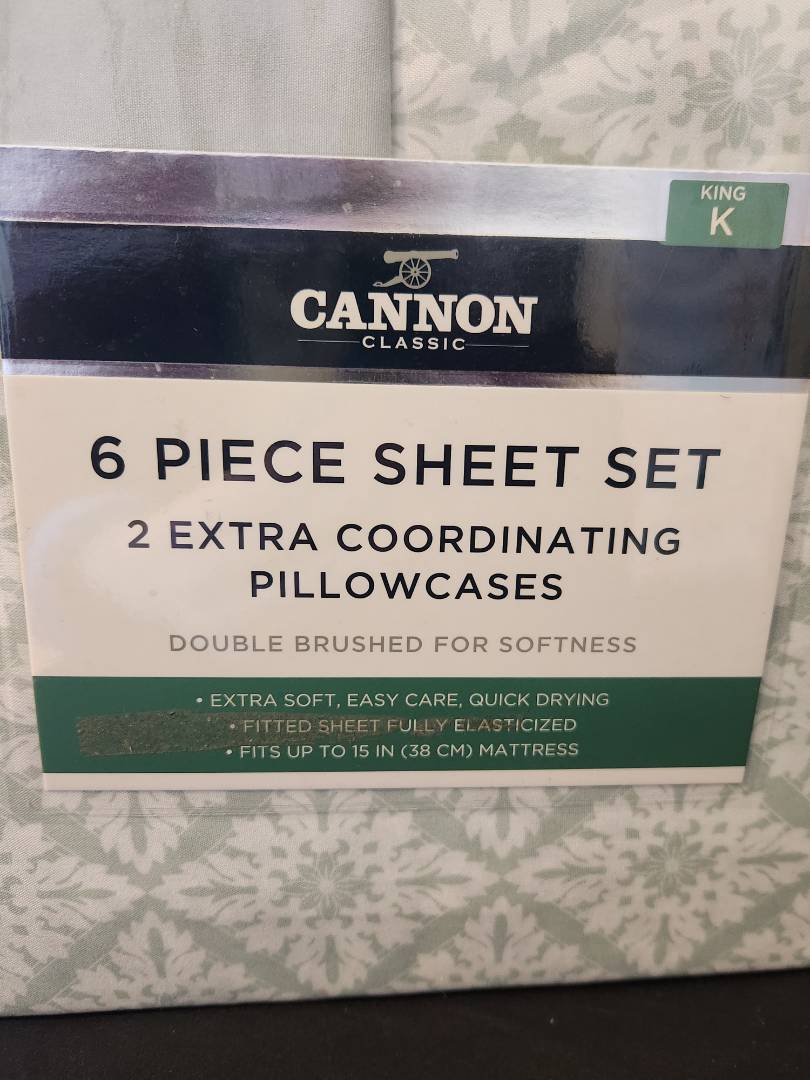 KING
K
CANNON
CLASSIC
6 PIECE SHEET SET
2 EXTRA COORDINATING
PILLOWCASES
DOUBLE BRUSHED FOR SOFTNESS
• EXTRA SOFT, EASY CARE, QUICK DRYING
• FITTED SHEET FULLY ELASTICIZED
• FITS UP TO 15 IN (38 CM) MATTRESS